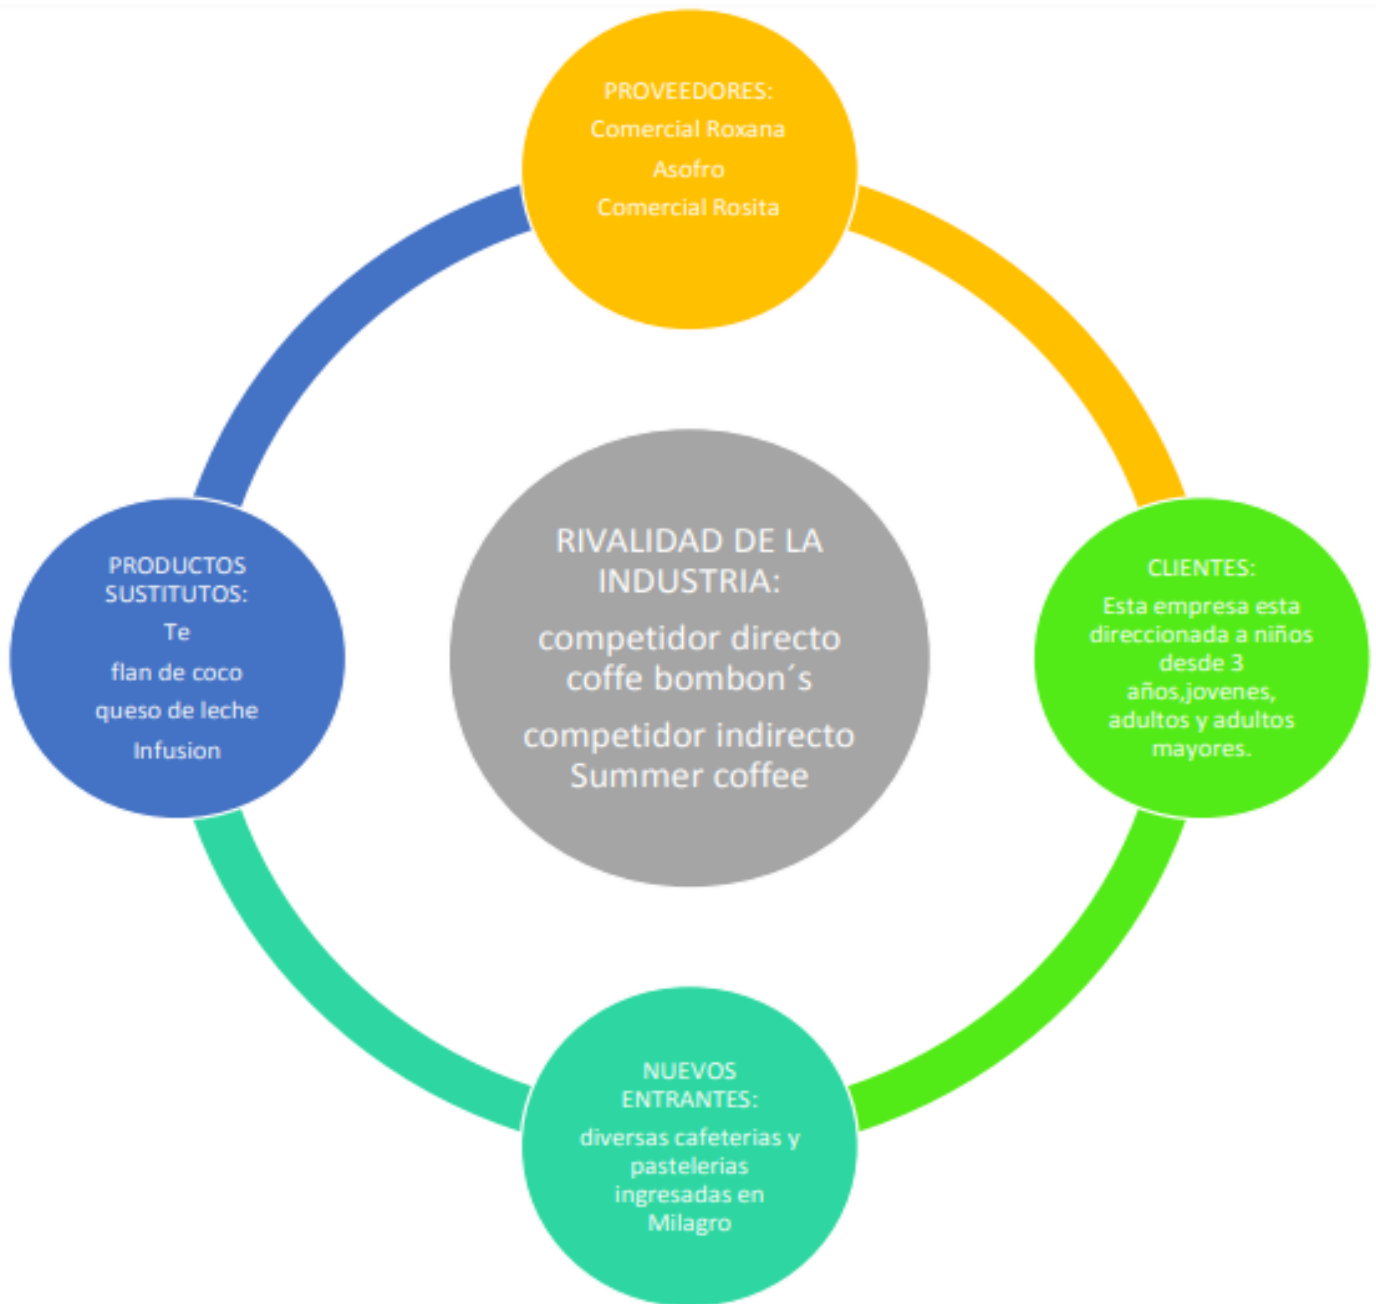 PROVEEDORES:
Comercial Roxana
Asofro
Comercial Rosita
PRODUCTOS
SUSTITUTOS:
Te
flan de coco
queso de leche
Infusion
RIVALIDAD DE LA
INDUSTRIA:
competidor directo
coffe bombon´s
competidor indirecto
Summer coffee
CLIENTES:
Esta empresa esta
direccionada a niños
desde 3
años,jovenes,
adultos y adultos
mayores.
NUEVOS
ENTRANTES:
diversas cafeterias y
pastelerias
ingresadas en
Milagro